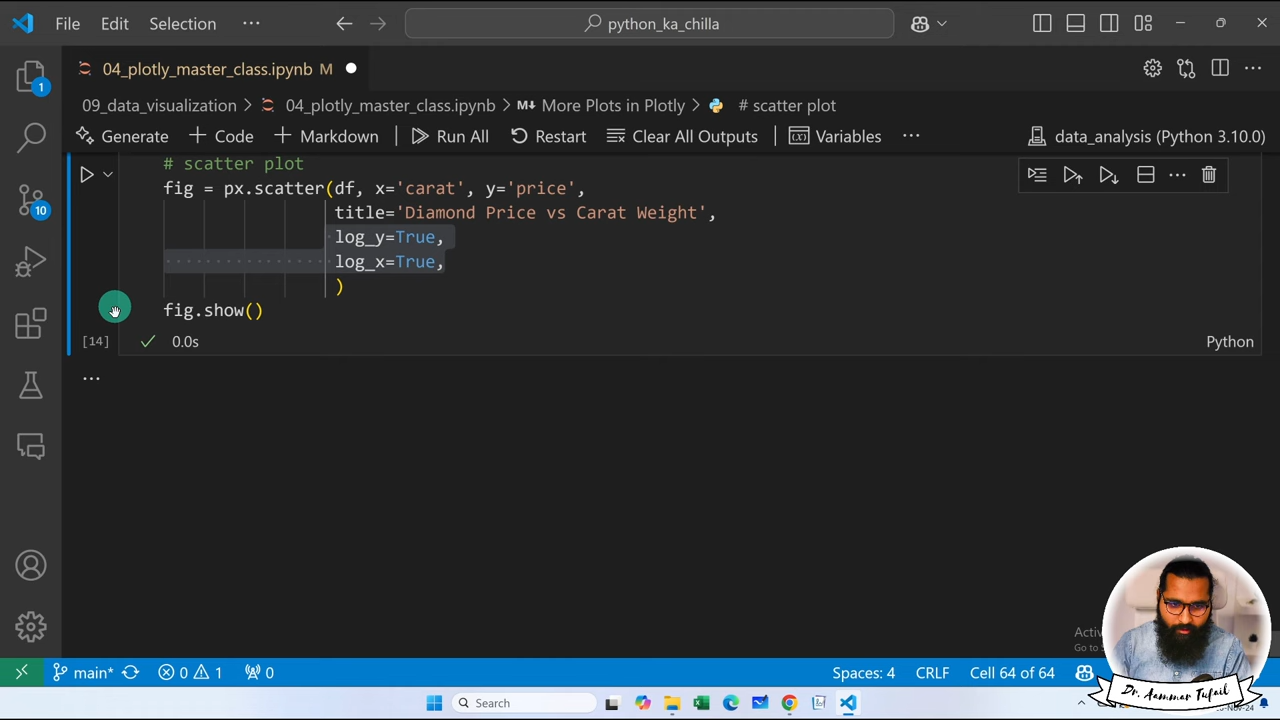 File Edit Selection ··· python_ka_chilla
04_plotly_master_class.ipynb M
09_data_visualization > 04_plotly_master_class.ipynb > M↓ More Plots in Plotly > # scatter plot
Generate + Code + Markdown Run All Restart Clear All Outputs Variables ··· data_analysis (Python 3.10.0)
# scatter plot
fig = px.scatter(df, x='carat', y='price',
title='Diamond Price vs Carat Weight',
log_y=True,
log_x=True,
)
fig.show()
[14] 0.0s Python
...
1
10
main* 0 1 0 Spaces: 4 CRLF Cell 64 of 64
Search
Dr. Aammar Tufail